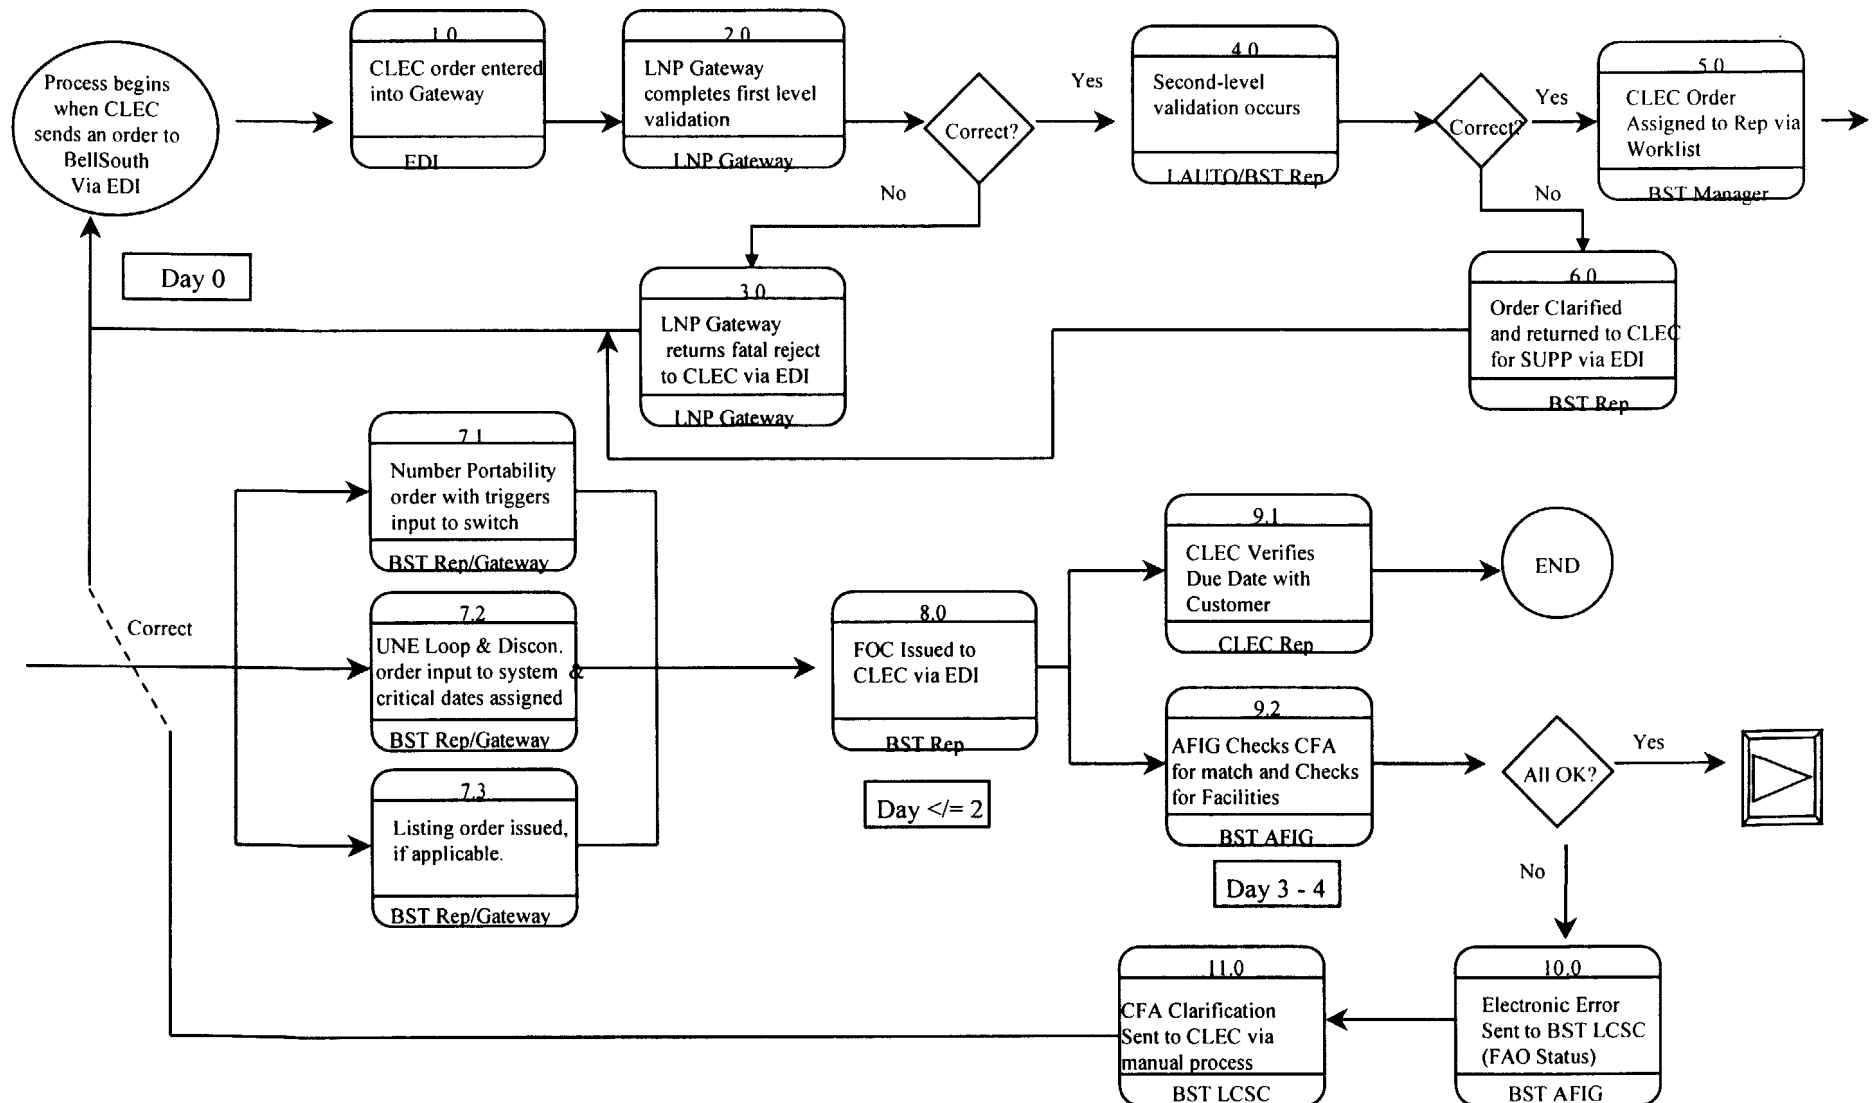 Process begins
when CLEC
sends an order to
BellSouth
Via EDI
1.0
CLEC order entered
into Gateway
EDI
2.0
LNP Gateway
completes first level
validation
LNP Gateway
Correct?
Yes
No
4.0
Second-level
validation occurs
LAUTO/BST Rep
Correct?
Yes
No
5.0
CLEC Order
Assigned to Rep via
Worklist
BST Manager
Day 0
3.0
LNP Gateway
returns fatal reject
to CLEC via EDI
LNP Gateway
6.0
Order Clarified
and returned to CLEC
for SUPP via EDI
BST Rep
Correct
7.1
Number Portability
order with triggers
input to switch
BST Rep/Gateway
7.2
UNE Loop & Discon.
order input to system &
critical dates assigned
BST Rep/Gateway
7.3
Listing order issued,
if applicable.
BST Rep/Gateway
8.0
FOC Issued to
CLEC via EDI
BST Rep
Day </= 2
9.1
CLEC Verifies
Due Date with
Customer
CLEC Rep
END
9.2
AFIG Checks CFA
for match and Checks
for Facilities
BST AFIG
Day 3 - 4
All OK?
Yes
No
10.0
Electronic Error
Sent to BST LCSC
(FAO Status)
BST AFIG
11.0
CFA Clarification
Sent to CLEC via
manual process
BST LCSC